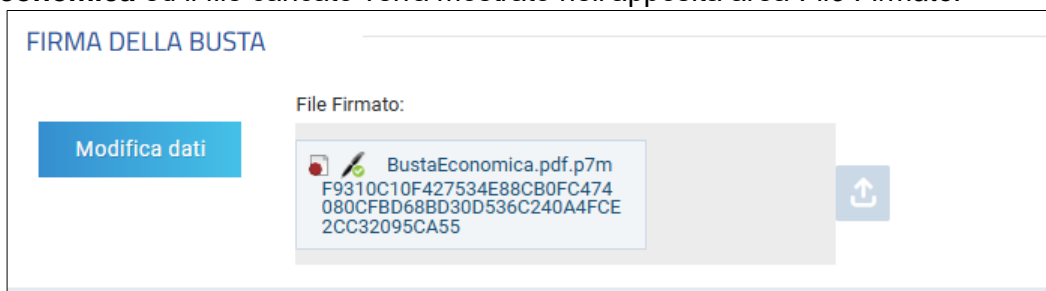 FIRMA DELLA BUSTA
File Firmato:
Modifica dati
BustaEconomica.pdf.p7m
F9310C10F427534E88CB0FC474
080CFBD68BD30D536C240A4FCE
2CC32095CA55